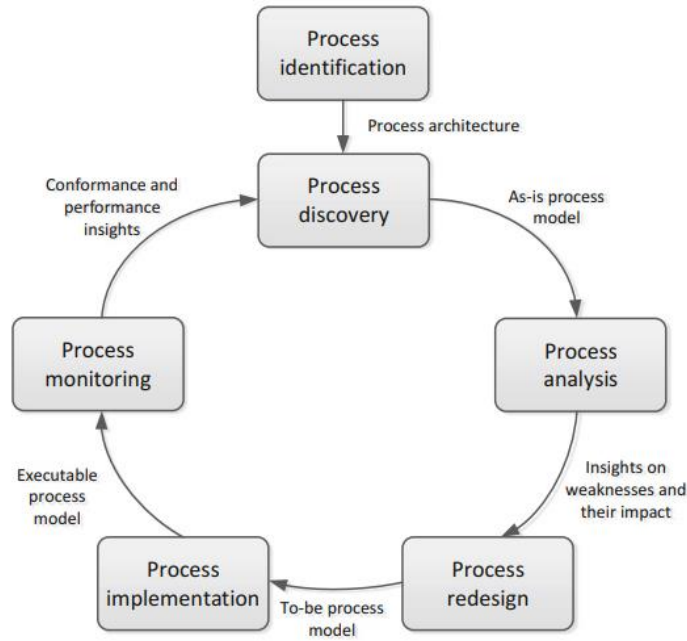 Process
identification
Process architecture
Process
discovery
As-is process
model
Process
analysis
Insights on
weaknesses and
their impact
Process
redesign
To-be process
model
Process
implementation
Executable
process
model
Process
monitoring
Conformance and
performance
insights